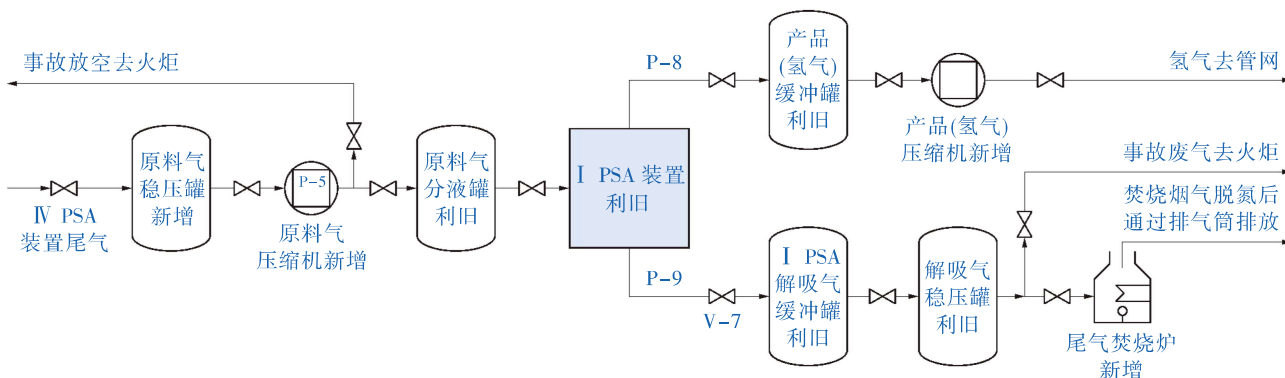 事故放空去火炬
原料气
稳压罐
新增
Ⅳ PSA
装置尾气
P-5
原料气
压缩机新增
原料气
分液罐
利旧
Ⅰ PSA 装置
利旧
P-8
产品
(氢气)
缓冲罐
利旧
产品(氢气)
压缩机新增
氢气去管网
P-9
V-7
Ⅰ PSA
解吸气
缓冲罐
利旧
解吸气
稳压罐
利旧
事故废气去火炬
焚烧烟气脱氮后
通过排气筒排放
尾气焚烧炉
新增